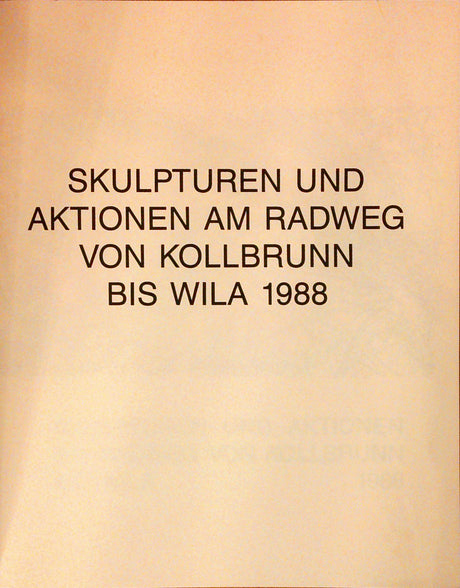 SKULPTUREN UND
AKTIONEN AM RADWEG
VON KOLLBRUNN
BIS WILA 1988